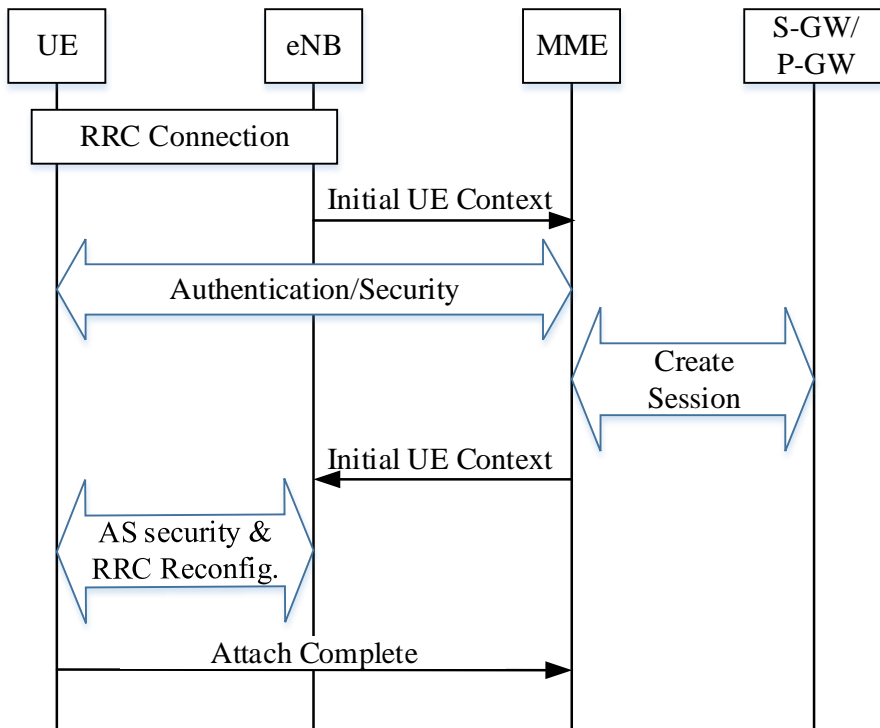 UE
eNB
MME
S-GW/
P-GW
RRC Connection
Initial UE Context
Authentication/Security
Create
Session
Initial UE Context
AS security &
RRC Reconfig.
Attach Complete